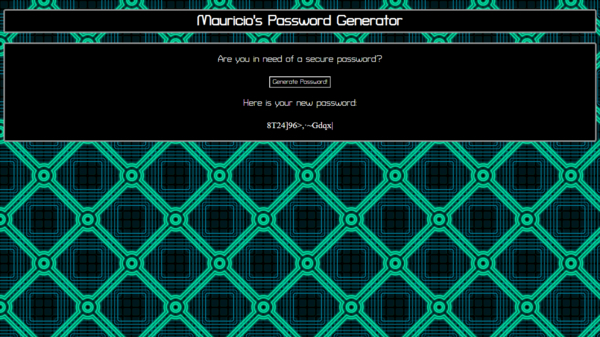 Mauricio's Password Generator
Are you in need of a secure password?
Generate Password!
Here is your new password:
8T24]96>,·~Gdqx|